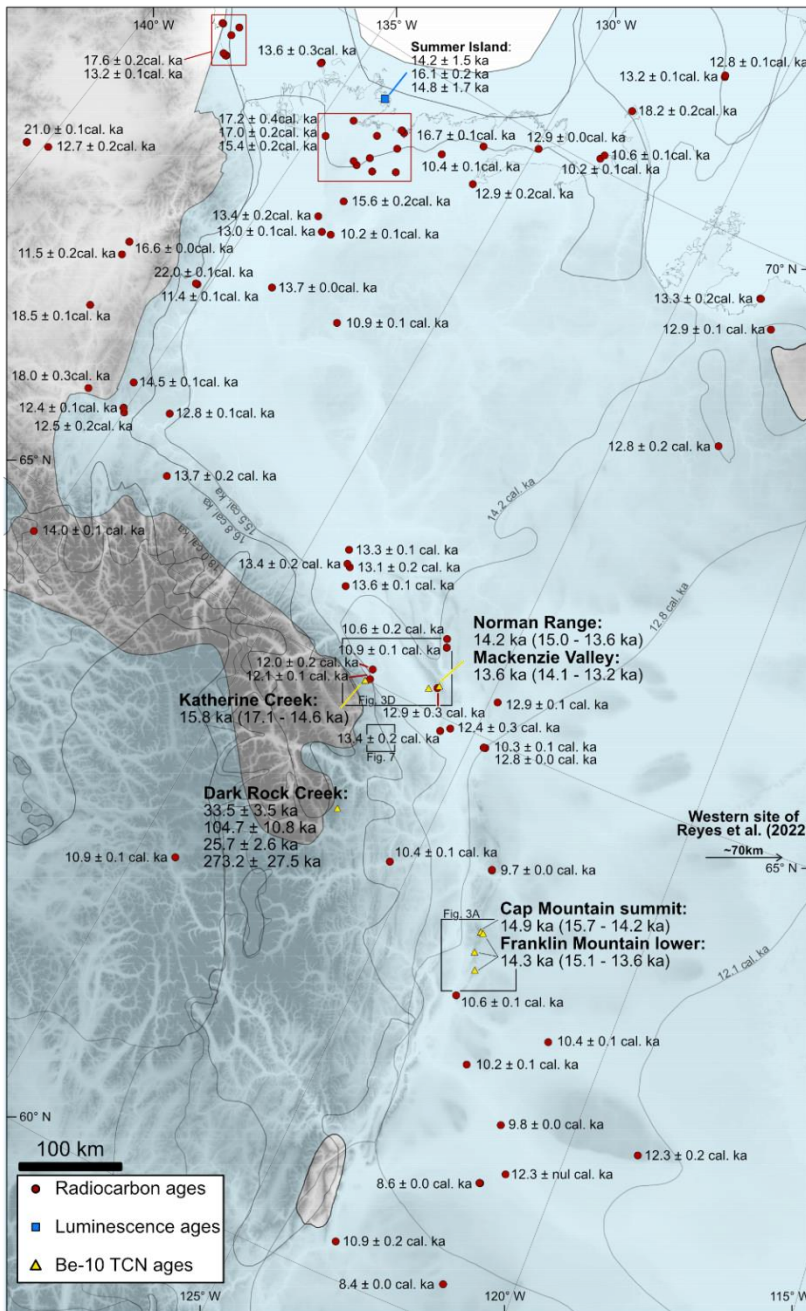 140° W
135° W
130° W
17.6 ± 0.2cal. ka
13.2 ± 0.1cal. ka
13.6 ± 0.3cal. ka
Summer Island:
14.2 ± 1.5 ka
16.1 ± 0.2 ka
14.8 ± 1.7 ka
12.8 ± 0.1cal. ka
13.2 ± 0.1cal. ka
18.2 ± 0.2cal. ka
21.0 ± 0.1cal. ka
12.7 ± 0.2cal. ka
17.2 ± 0.4cal. ka
17.0 ± 0.2cal. ka
15.4 ± 0.2cal. ka
16.7 ± 0.1cal. ka
10.4 ± 0.1cal. ka
12.9 ± 0.0cal. ka
10.6 ± 0.1cal. ka
10.2 ± 0.1cal. ka
12.9 ± 0.2cal. ka
15.6 ± 0.2cal. ka
13.4 ± 0.2cal. ka
13.0 ± 0.1cal. ka
10.2 ± 0.1cal. ka
16.6 ± 0.0cal. ka
11.5 ± 0.2cal. ka
22.0 ± 0.1cal. ka
11.4 ± 0.1cal. ka
13.7 ± 0.0cal. ka
70° N
13.3 ± 0.2cal. ka
12.9 ± 0.1 cal. ka
18.5 ± 0.1cal. ka
10.9 ± 0.1 cal. ka
18.0 ± 0.3cal. ka
14.5 ± 0.1cal. ka
12.4 ± 0.1cal. ka
12.5 ± 0.2cal. ka
12.8 ± 0.1cal. ka
12.8 ± 0.2 cal. ka
65° N
13.7 ± 0.2 cal. ka
14.2 cal. ka
15.5 cal. ka
16.8 cal. ka
18.0 cal. ka
14.0 ± 0.1 cal. ka
13.3 ± 0.1 cal. ka
13.4 ± 0.2 cal. ka
13.1 ± 0.2 cal. ka
13.6 ± 0.1 cal. ka
12.8 cal. ka
10.6 ± 0.2 cal. ka
10.9 ± 0.1 cal. ka
Norman Range:
14.2 ka (15.0 - 13.6 ka)
Mackenzie Valley:
13.6 ka (14.1 - 13.2 ka)
12.0 ± 0.2 cal. ka
12.1 ± 0.1 cal. ka
Katherine Creek:
15.8 ka (17.1 - 14.6 ka)
Fig. 3D
12.9 ± 0.3 cal. ka
12.9 ± 0.1 cal. ka
13.4 ± 0.2 cal. ka
12.4 ± 0.3 cal. ka
Fig. 7
10.3 ± 0.1 cal. ka
12.8 ± 0.0 cal. ka
Dark Rock Creek:
33.5 ± 3.5 ka
104.7 ± 10.8 ka
25.7 ± 2.6 ka
273.2 ± 27.5 ka
Western site of
Reyes et al. (2022
~70km
65° N
10.9 ± 0.1 cal. ka
10.4 ± 0.1 cal. ka
9.7 ± 0.0 cal. ka
Fig. 3A
Cap Mountain summit:
14.9 ka (15.7 - 14.2 ka)
Franklin Mountain lower:
14.3 ka (15.1 - 13.6 ka)
12.1 cal. ka
10.6 ± 0.1 cal. ka
10.4 ± 0.1 cal. ka
10.2 ± 0.1 cal. ka
60° N
9.8 ± 0.0 cal. ka
12.3 ± 0.2 cal. ka
100 km
12.3 ± nul cal. ka
8.6 ± 0.0 cal. ka
Radiocarbon ages
Luminescence ages
Be-10 TCN ages
10.9 ± 0.2 cal. ka
8.4 ± 0.0 cal. ka
125° W
120° W
115° W